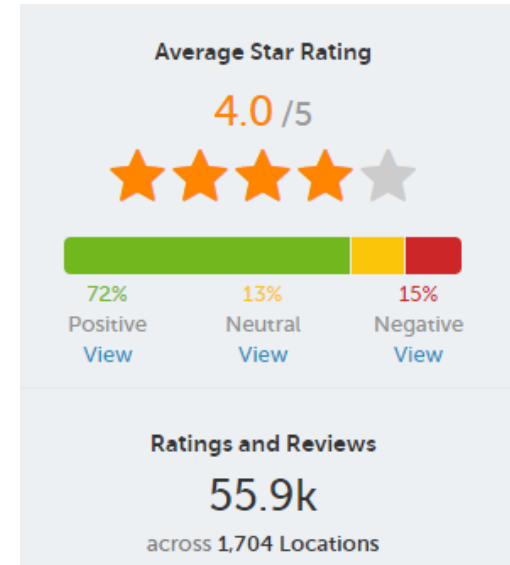 Average Star Rating
4.0 /5
72% 13% 15%
Positive Neutral Negative
View View View
Ratings and Reviews
55.9k
across 1,704 Locations